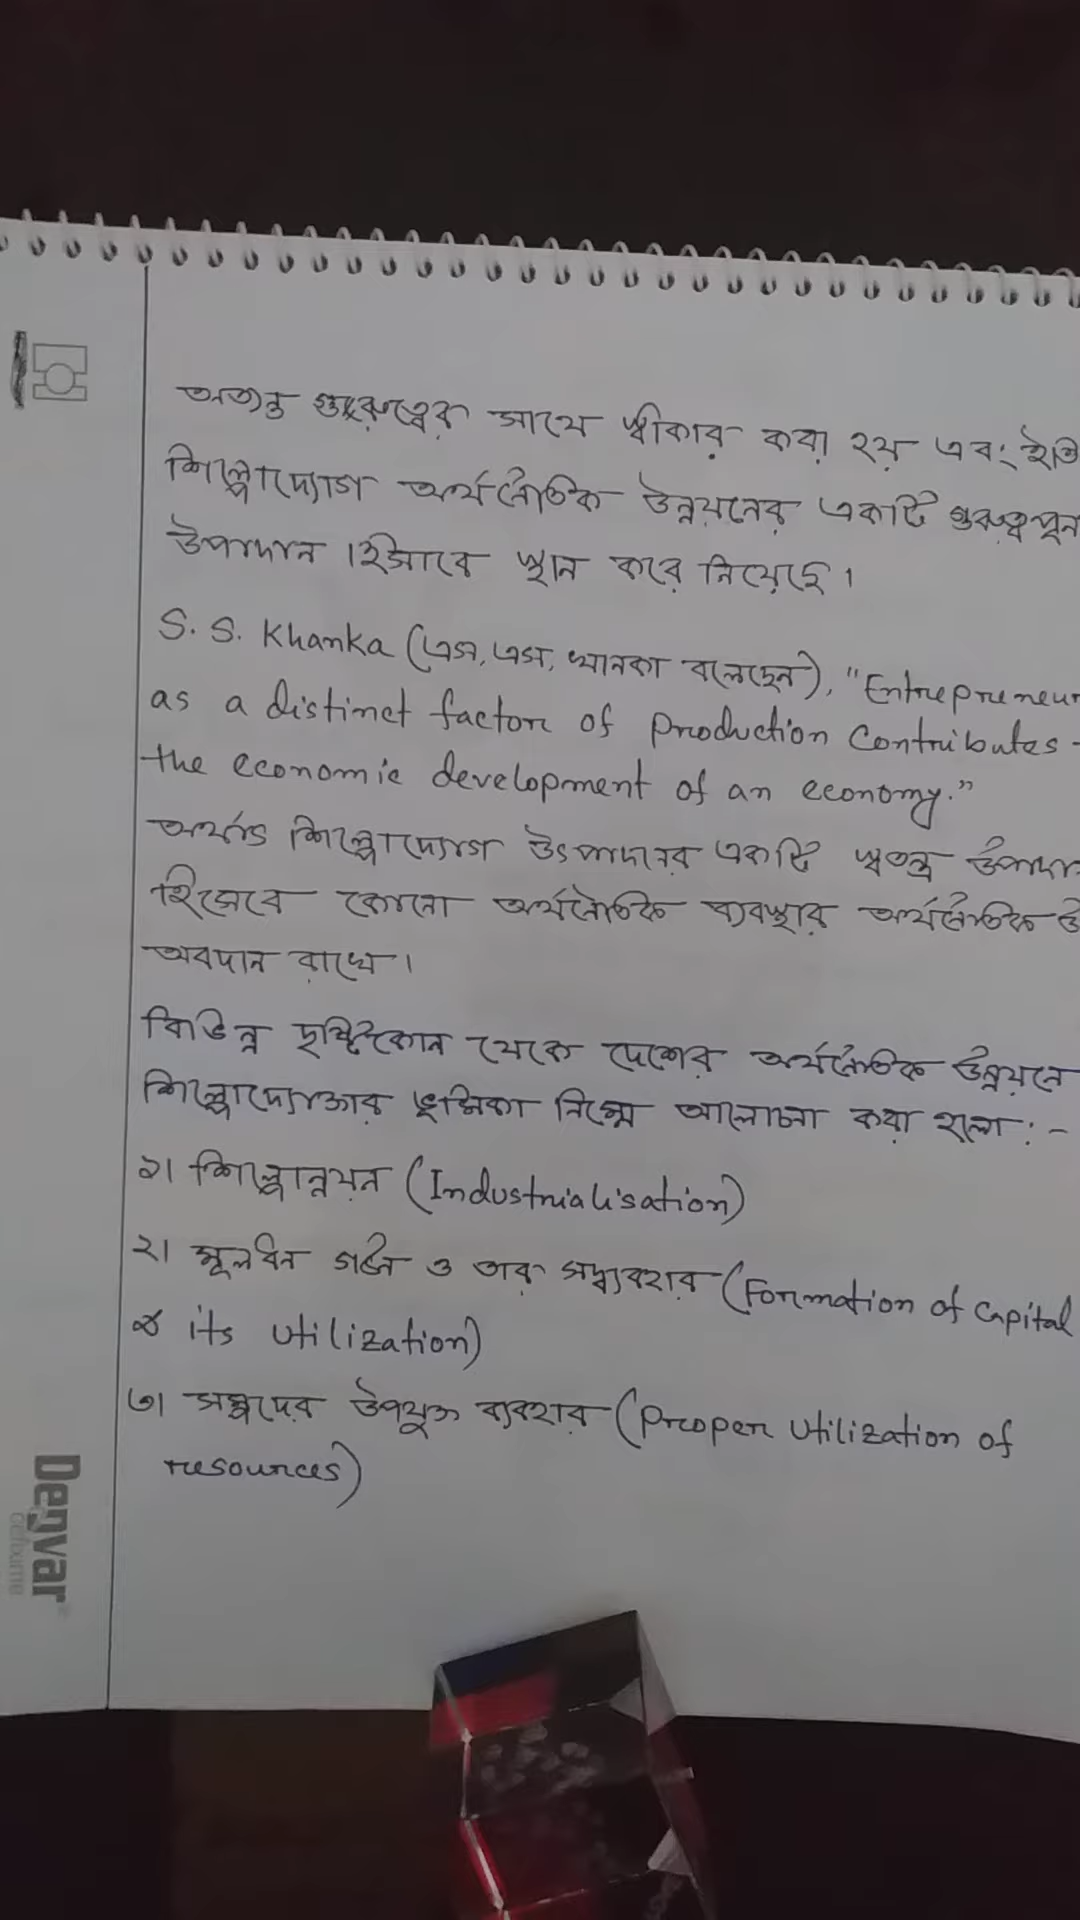 অত্যন্ত গুরুত্বের সাথে স্বীকার করা হয় এবং ইতি
শিল্পোদ্যোগ অর্থনৈতিক উন্নয়নের একটি গুরুত্বপূর্ন
উপাদান হিসাবে স্থান করে নিয়েছে।
S. S. Khanka (এস, এস, খানকা বলেছেন), "Entrepreneur
as a distinct factor of production contributes
the economic development of an economy."
অর্থাৎ শিল্পোদ্যোগ উৎপাদনের একটি স্বতন্ত্র উপাদা
হিসেবে কোনো অর্থনৈতিক ব্যবস্থার অর্থনৈতিক উ
অবদান রাখে।
বিভিন্ন দৃষ্টিকোন থেকে দেশের অর্থনৈতিক উন্নয়নে
শিল্পোদ্যোক্তার ভূমিকা নিম্নে আলোচনা করা হলো:-
১। শিল্পোন্নয়ন (Industrialisation)
২। মূলধন গঠন ও তার সদ্ব্যবহার (Formation of Capital
& its utilization)
৩। সম্পদের উপযুক্ত ব্যবহার (Proper utilization of
resources)
Denvar